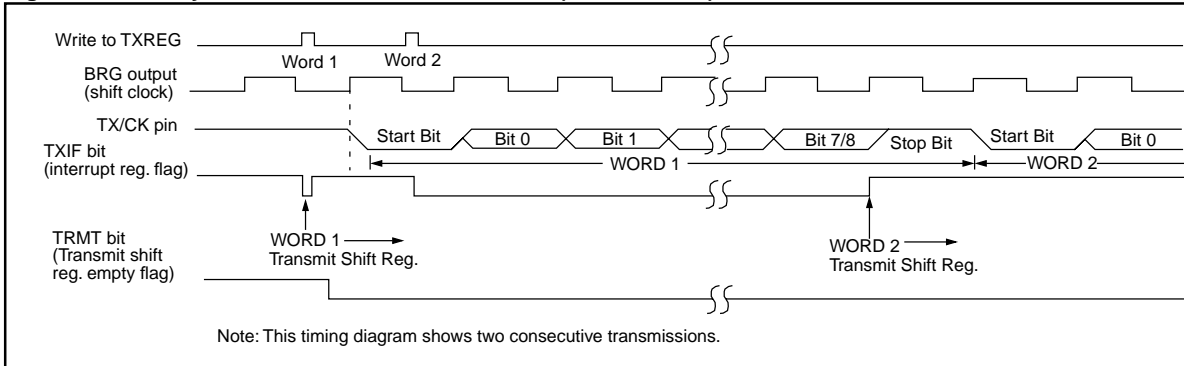 Write to TXREG
Word 1
Word 2
BRG output
(shift clock)
TX/CK pin
Start Bit
Bit 0
Bit 1
Bit 7/8
Stop Bit
Start Bit
Bit 0
TXIF bit
(interrupt reg. flag)
WORD 1
WORD 2
TRMT bit
(Transmit shift
reg. empty flag)
WORD 1
Transmit Shift Reg.
WORD 2
Transmit Shift Reg.
Note: This timing diagram shows two consecutive transmissions.